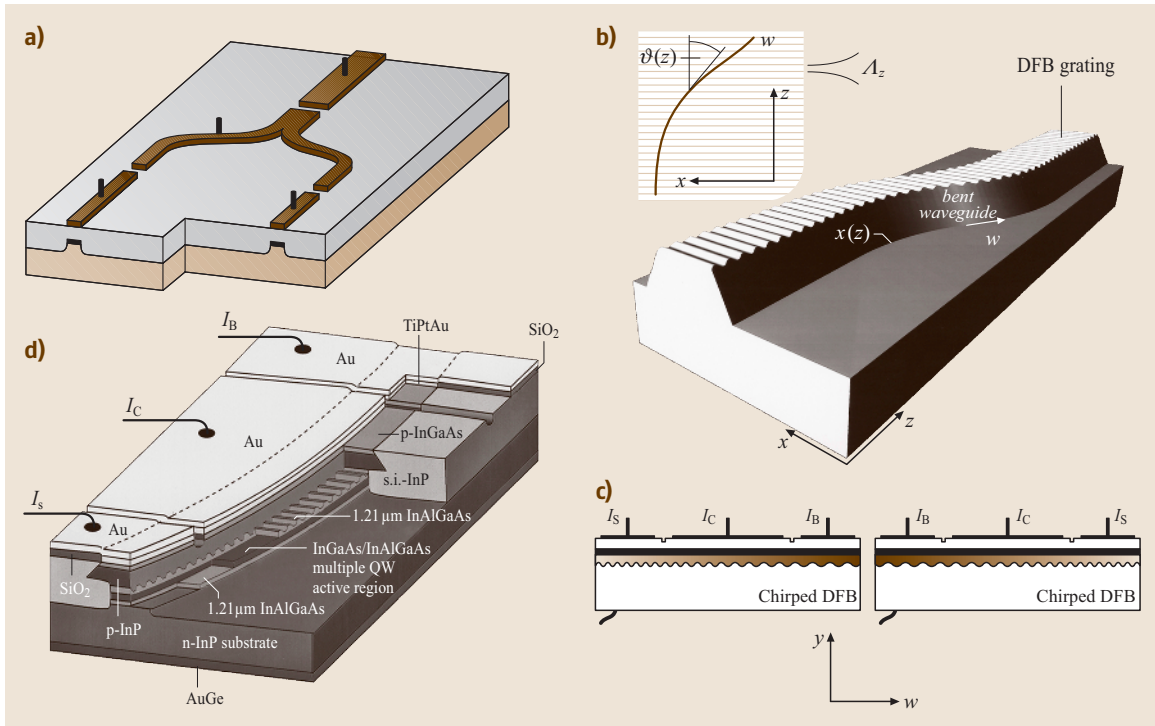 a)
b)
ϑ(z)
w
Λz
z
x
DFB grating
bent
waveguide
x(z)
w
x
z
d)
IB
TiPtAu
SiO2
Au
IC
Au
p-InGaAs
s.i.-InP
Is
Au
1.21 µm InAlGaAs
InGaAs/InAlGaAs
multiple QW
active region
SiO2
1.21 µm InAlGaAs
p-InP
n-InP substrate
AuGe
c)
IS IC IB IB IC IS
Chirped DFB Chirped DFB
y
w